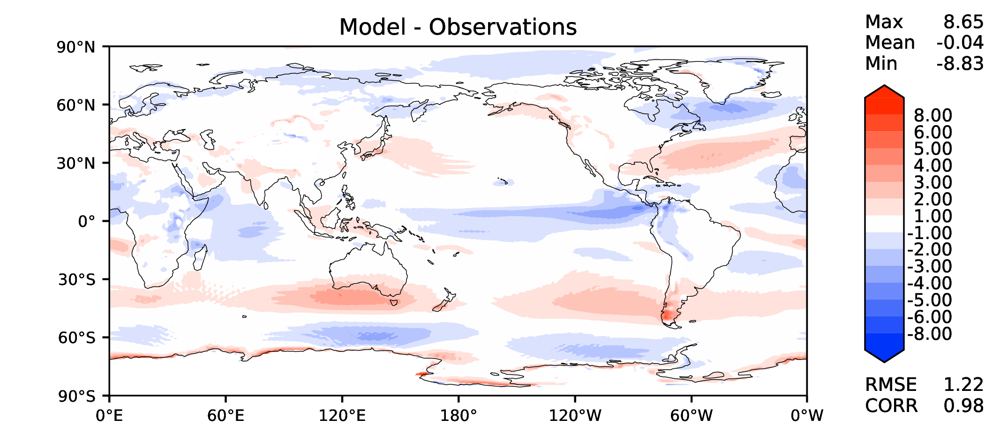 Model - Observations
Max 8.65
Mean -0.04
Min -8.83
90°N
60°N
30°N
0°
30°S
60°S
90°S
0°E
60°E
120°E
180°
120°W
60°W
0°W
8.00
6.00
5.00
4.00
3.00
2.00
1.00
-1.00
-2.00
-3.00
-4.00
-5.00
-6.00
-8.00
RMSE 1.22
CORR 0.98